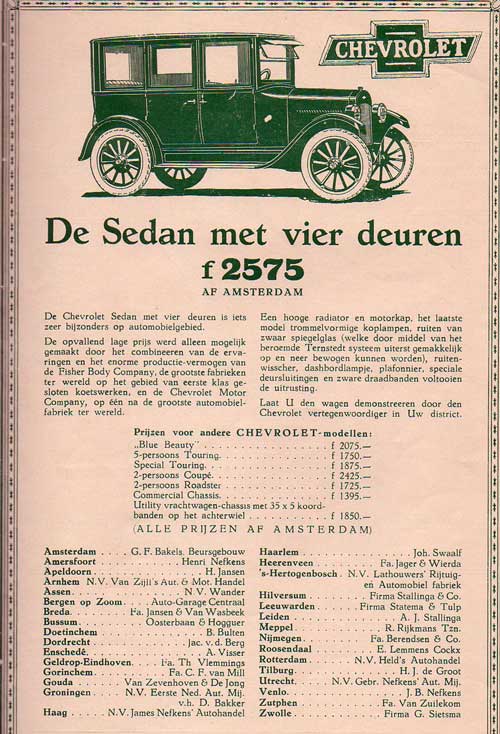 CHEVROLET
De Sedan met vier deuren
f 2575
AF AMSTERDAM
De Chevrolet Sedan met vier deuren is iets
zeer bijzonders op automobielgebied.
De opvallend lage prijs werd alleen mogelijk
gemaakt door het combineeren van de erva-
ringen en het enorme productie-vermogen van
de Fisher Body Company, de grootste fabrieken
ter wereld op het gebied van eerste klas ge-
sloten koetswerken, en de Chevrolet Motor
Company, op één na de grootste automobiel-
fabriek ter wereld.
Een hooge radiator en motorkap, het laatste
model trommelvormige koplampen, ruiten van
zwaar spiegelglas (welke door middel van het
beroemde Ternstedt systeem uiterst gemakkelijk
op en neer bewogen kunnen worden), ruiten-
wisscher, dashbordlampje, plafonnier, speciale
deursluitingen en zware draadbanden voltooien
de uitrusting.
Laat U den wagen demonstreeren door den
Chevrolet vertegenwoordiger in Uw district.
Prijzen voor andere CHEVROLET-modellen:
„Blue Beauty" . . . . . . . . . . . . f 2075.—
5-persoons Touring. . . . . . . . . . f 1750.—
Special Touring. . . . . . . . . . . . f 1875.—
2-persoons Coupé. . . . . . . . . . . f 2425.—
2-persoons Roadster . . . . . . . . . f 1725.—
Commercial Chassis. . . . . . . . . . f 1395.—
Utility vrachtwagen-chassis met 35 x 5 koord-
banden op het achterwiel . . . . . . . f 1850.—
(ALLE PRIJZEN AF AMSTERDAM)
Amsterdam . . . . G. F. Bakels. Beursgebouw
Amersfoort . . . . . . . . Henri Nefkens
Apeldoorn . . . . . . . . . . . H. Jansen
Arnhem N.V. Van Zijll's Aut. & Mot. Handel
Assen . . . . . . . . . . . N.V. Wander
Bergen op Zoom . . . Auto-Garage Centraal
Breda . . . . . Fa. Jansen & Van Wasbeek
Bussum . . . . . . Oosterbaan & Hogguer
Doetinchem . . . . . . . . . . B. Bulten
Dordrecht . . . . . . . . Jac. v.d. Berg
Enschedé . . . . . . . . . . . A. Visser
Geldrop-Eindhoven. . Fa. Th Vlemmings
Gorinchem . . . . . . Fa. C. F. van Mill
Gouda . . . . Van Zevenhoven & De Jong
Groningen . . N.V. Eerste Ned. Aut. Mij.
v.h. D. Bakker
Haag . . N.V. James Nefkens' Autohandel
Haarlem . . . . . . . . . . . Joh. Swaalf
Heerenveen . . . . . Fa. Jager & Wierda
's-Hertogenbosch . N.V. Lathouwers' Rijtuig-
en Automobiel fabriek
Hilversum . . . . . Firma Stallinga & Co.
Leeuwarden . . . . Firma Statema & Tulp
Leiden . . . . . . . . . . A. J. Stallinga
Meppel . . . . . . . . R. Rijkmans Tzn.
Nijmegen . . . . . . Fa. Berendsen & Co.
Roosendaal . . . . . E. Lemmens Cockx
Rotterdam . . . . N.V. Held's Autohandel
Tilburg . . . . . . . . . H. J. de Groot
Utrecht. . . . N.V. Gebr. Nefkens' Aut. Mij.
Venlo. . . . . . . . . . . J. B. Nefkens
Zutphen . . . . . . . . Fa. Van Zuilekom
Zwolle . . . . . . . . . Firma G. Sietsma